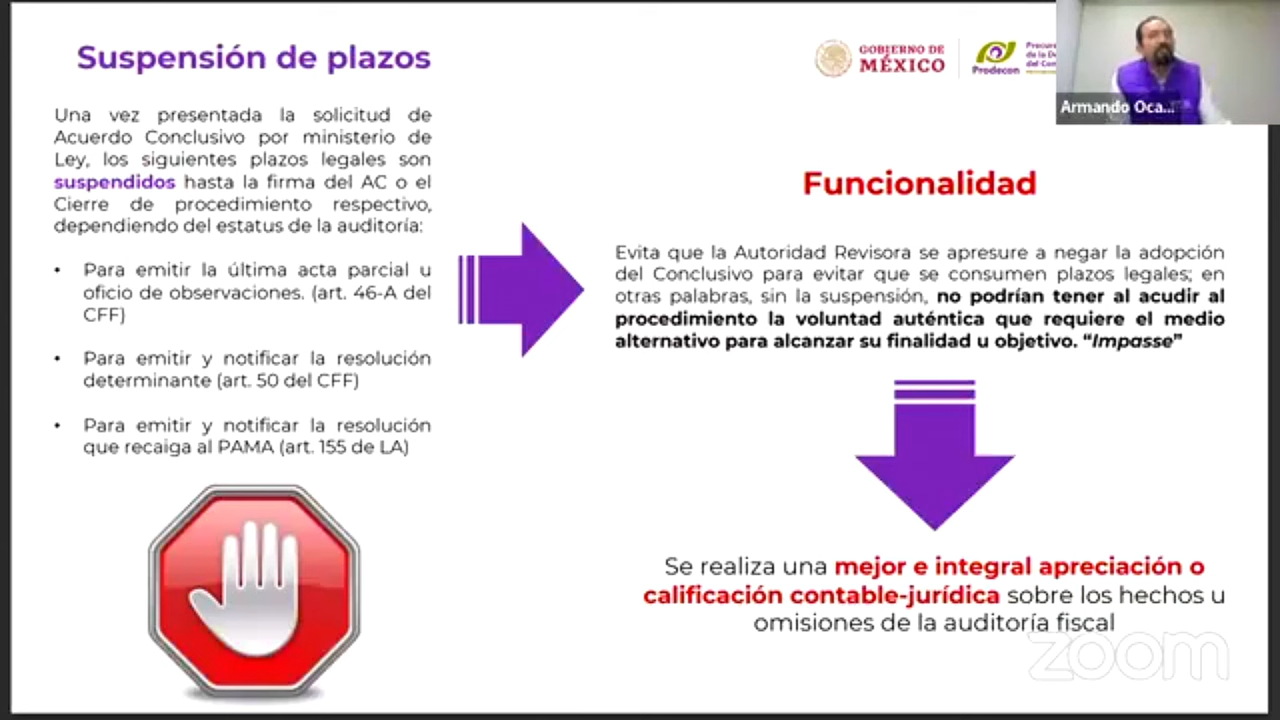 Suspensión de plazos
GOBIERNO DE
MÉXICO
Prodecon
de la
del
Armando Oca...
Una vez presentada la solicitud de
Acuerdo Conclusivo por ministerio de
Ley, los siguientes plazos legales son
suspendidos hasta la firma del AC o el
Cierre de procedimiento respectivo,
dependiendo del estatus de la auditoría:
• Para emitir la última acta parcial u
oficio de observaciones. (art. 46-A del
CFF)
• Para emitir y notificar la resolución
determinante (art. 50 del CFF)
• Para emitir y notificar la resolución
que recaiga al PAMA (art. 155 de LA)
Funcionalidad
Evita que la Autoridad Revisora se apresure a negar la adopción
del Conclusivo para evitar que se consumen plazos legales; en
otras palabras, sin la suspensión, no podrían tener al acudir al
procedimiento la voluntad auténtica que requiere el medio
alternativo para alcanzar su finalidad u objetivo. “Impasse”
Se realiza una mejor e integral apreciación o
calificación contable-jurídica sobre los hechos u
omisiones de la auditoría fiscal
zoom